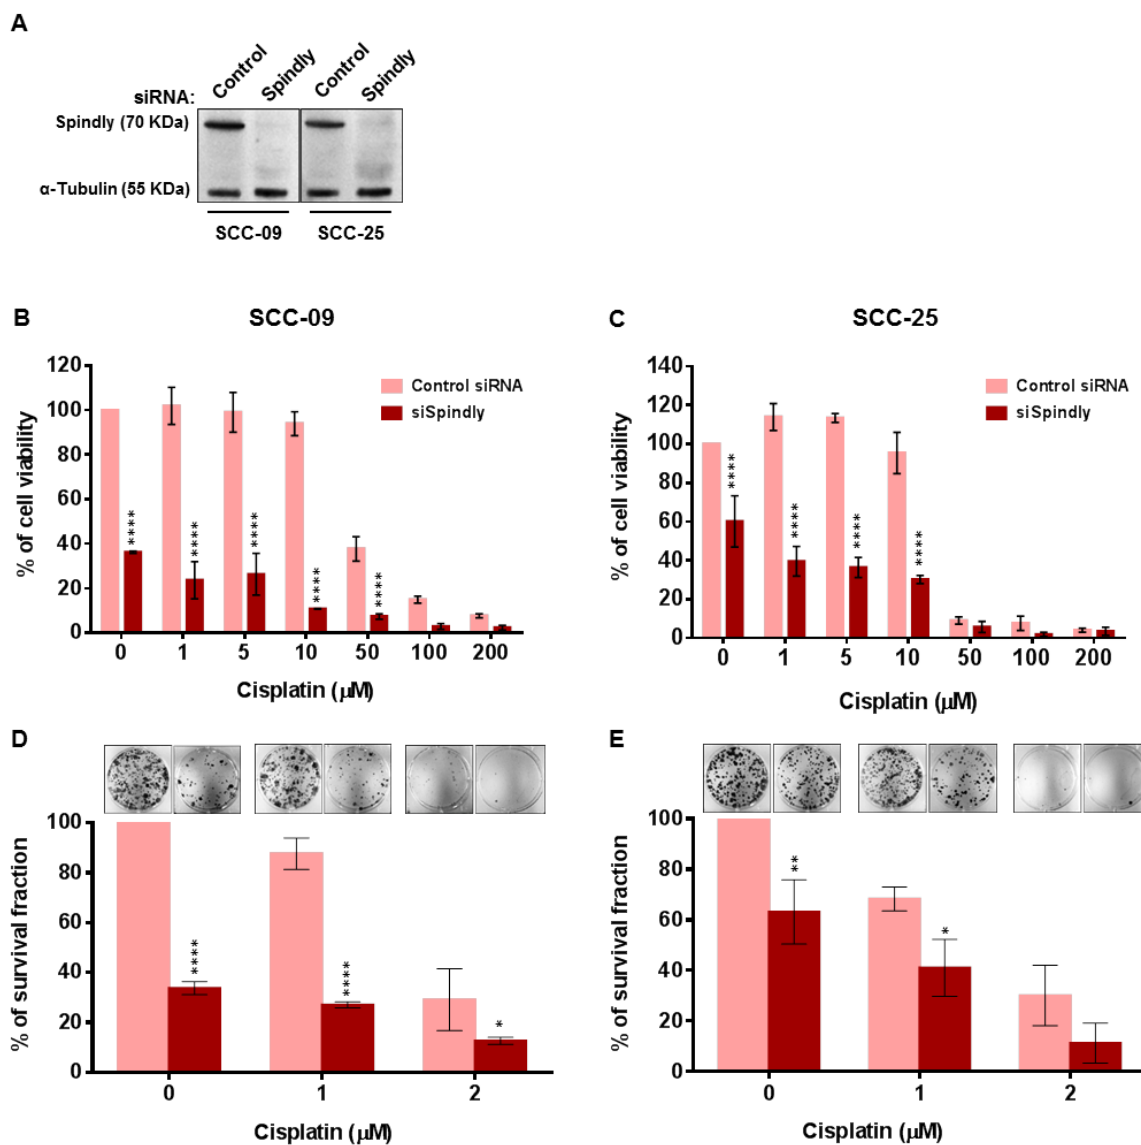 A
siRNA: Control Spindly Control Spindly
Spindly (70 KDa)
α-Tubulin (55 KDa)
SCC-09 SCC-25
B SCC-09
% of cell viability
120
100
80
60
40
20
0
Control siRNA
siSpindly
**** **** **** **** ****
0 1 5 10 50 100 200
Cisplatin (μM)
C SCC-25
% of cell viability
140
120
100
80
60
40
20
0
Control siRNA
siSpindly
**** **** **** ****
0 1 5 10 50 100 200
Cisplatin (μM)
D
% of survival fraction
100
80
60
40
20
0
**** **** *
0 1 2
Cisplatin (μM)
E
% of survival fraction
100
80
60
40
20
0
** *
0 1 2
Cisplatin (μM)